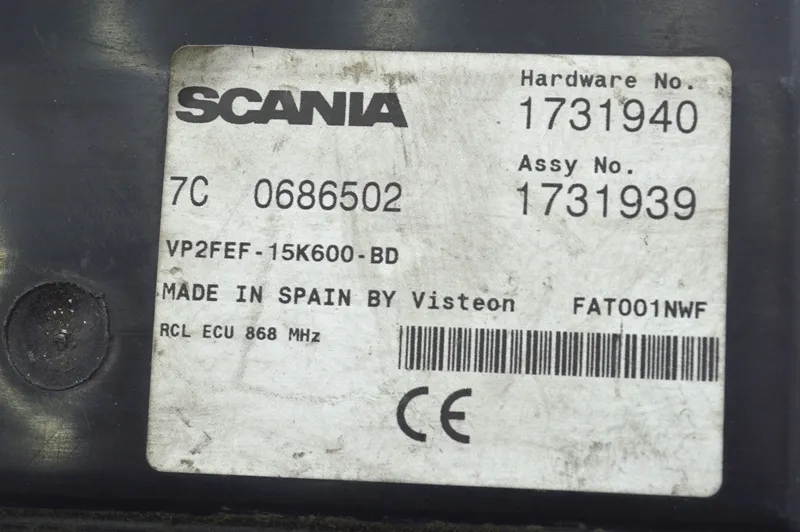 SCANIA
Hardware No.
1731940
Assy No.
7C 0686502
1731939
VP2FEF-15K600-BD
MADE IN SPAIN BY Visteon FAT001NWF
RCL ECU 868 MHz
CE